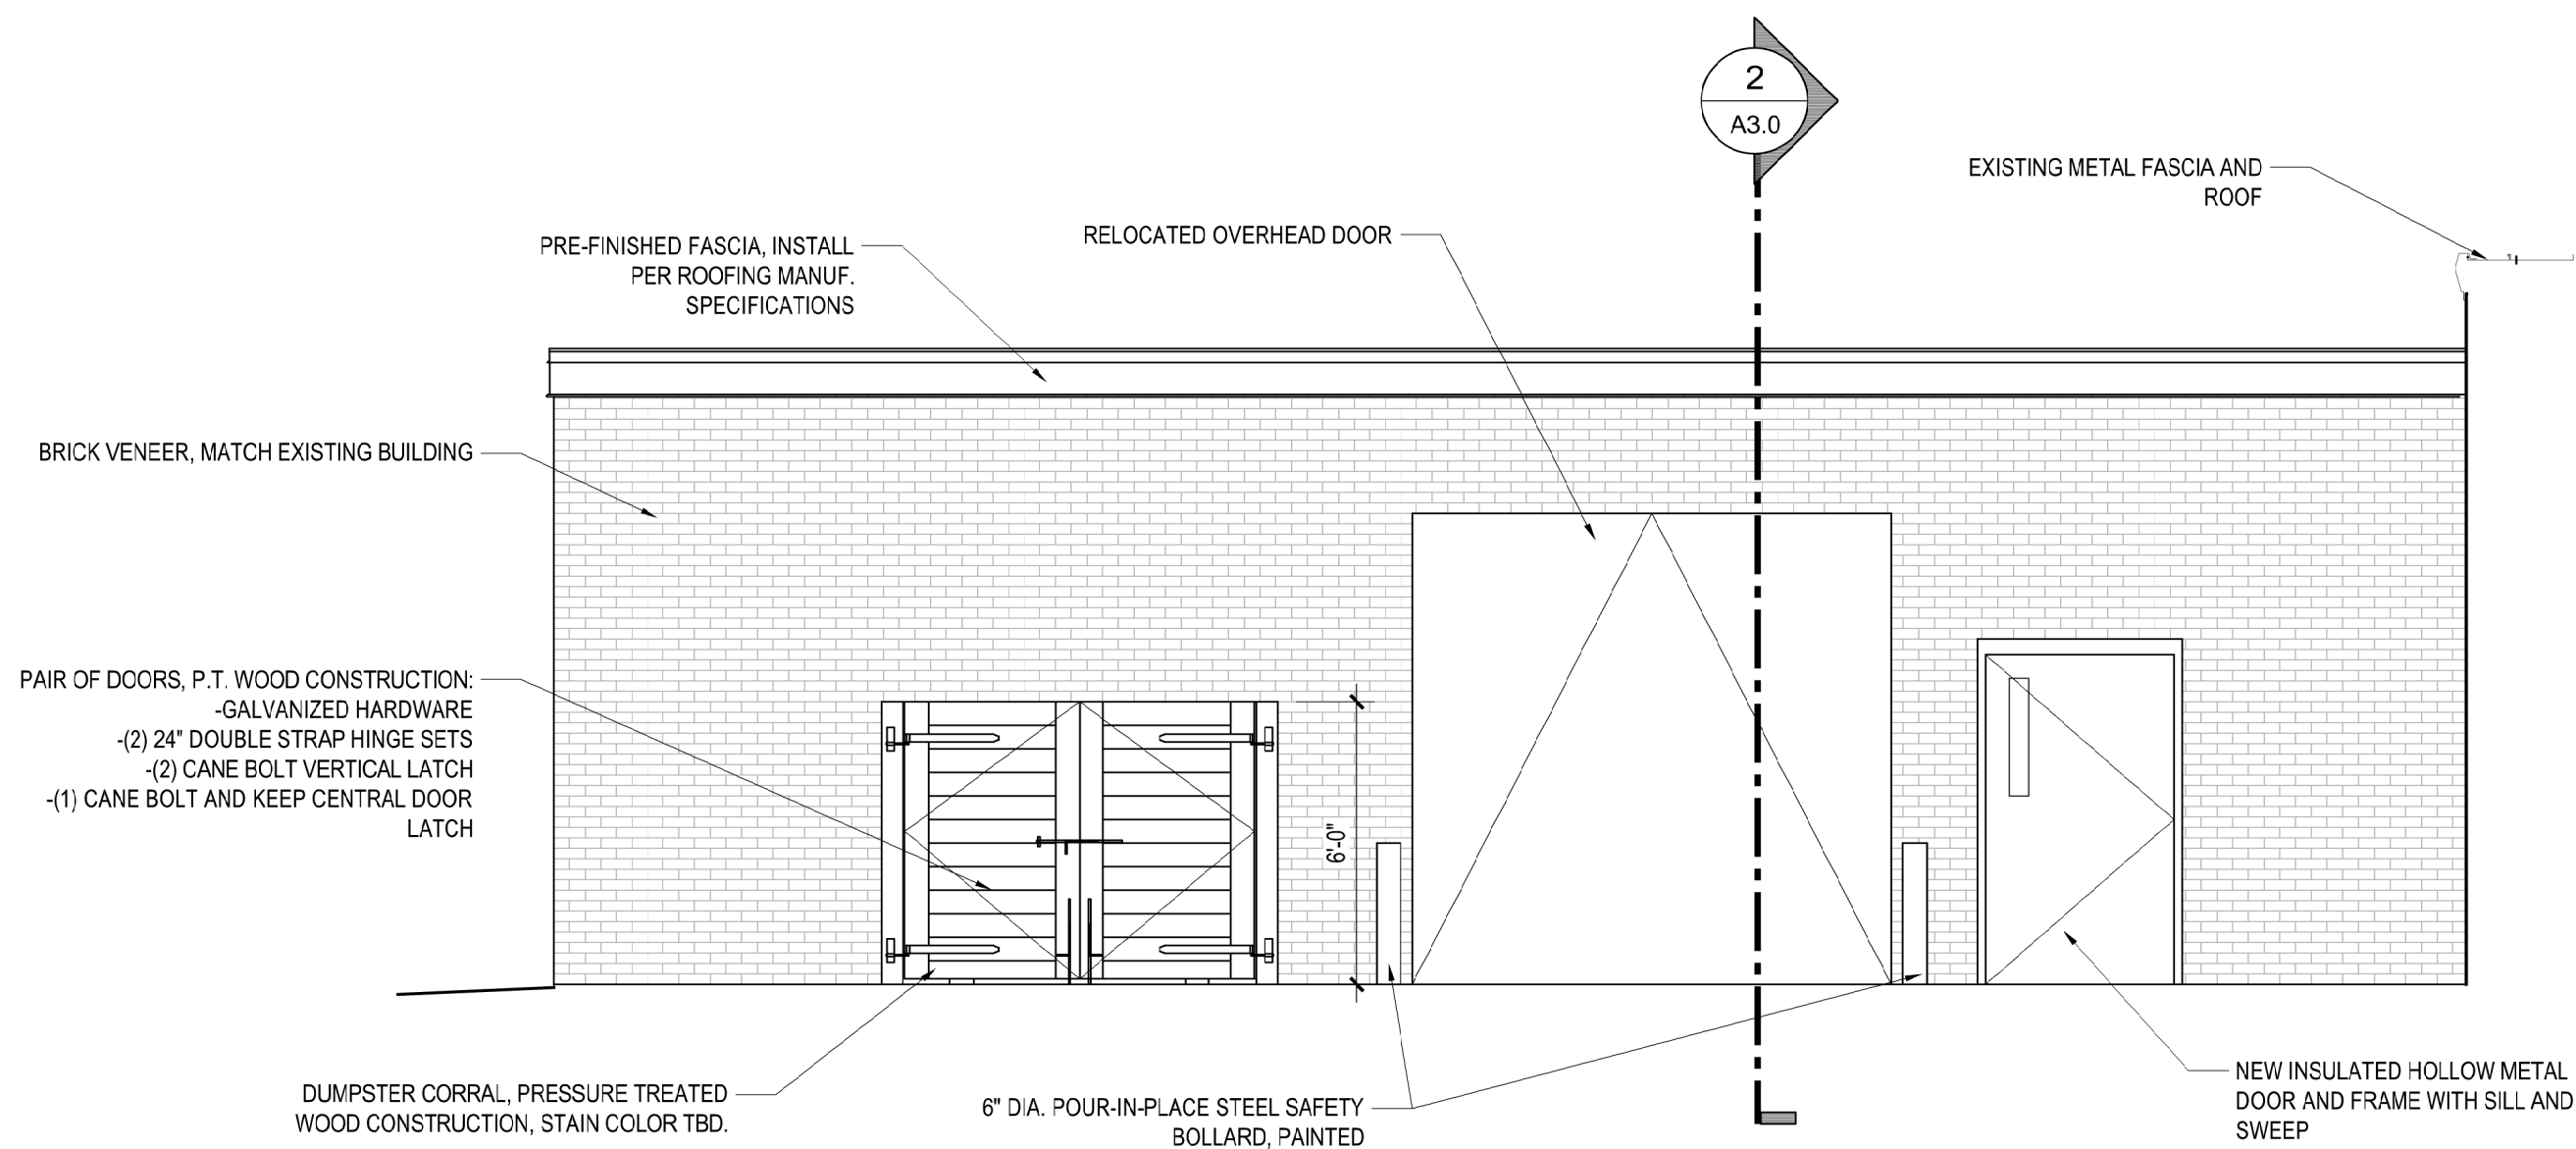 2
A3.0
EXISTING METAL FASCIA AND
ROOF
PRE-FINISHED FASCIA, INSTALL
PER ROOFING MANUF.
SPECIFICATIONS
RELOCATED OVERHEAD DOOR
BRICK VENEER, MATCH EXISTING BUILDING
PAIR OF DOORS, P.T. WOOD CONSTRUCTION:
-GALVANIZED HARDWARE
-(2) 24" DOUBLE STRAP HINGE SETS
-(2) CANE BOLT VERTICAL LATCH
-(1) CANE BOLT AND KEEP CENTRAL DOOR
LATCH
6'-0"
DUMPSTER CORRAL, PRESSURE TREATED
WOOD CONSTRUCTION, STAIN COLOR TBD.
6" DIA. POUR-IN-PLACE STEEL SAFETY
BOLLARD, PAINTED
NEW INSULATED HOLLOW METAL
DOOR AND FRAME WITH SILL AND
SWEEP